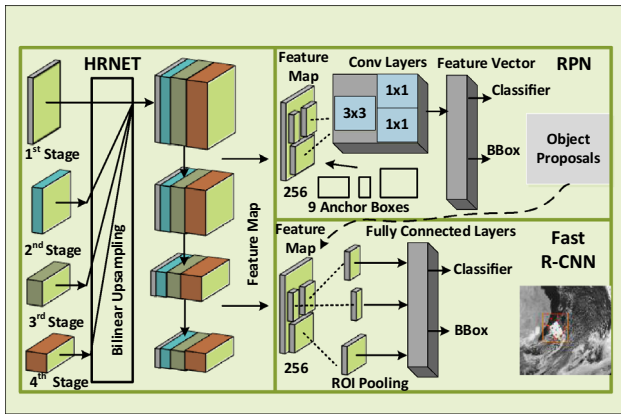 HRNET
1st Stage
2nd Stage
3rd Stage
4th Stage
Bilinear Upsampling
Feature Map
RPN
Feature
Map
Conv Layers
Feature Vector
3x3
1x1
1x1
Classifier
BBox
256
9 Anchor Boxes
Object
Proposals
Feature
Map
Fully Connected Layers
Fast
R-CNN
Classifier
BBox
256
ROI Pooling